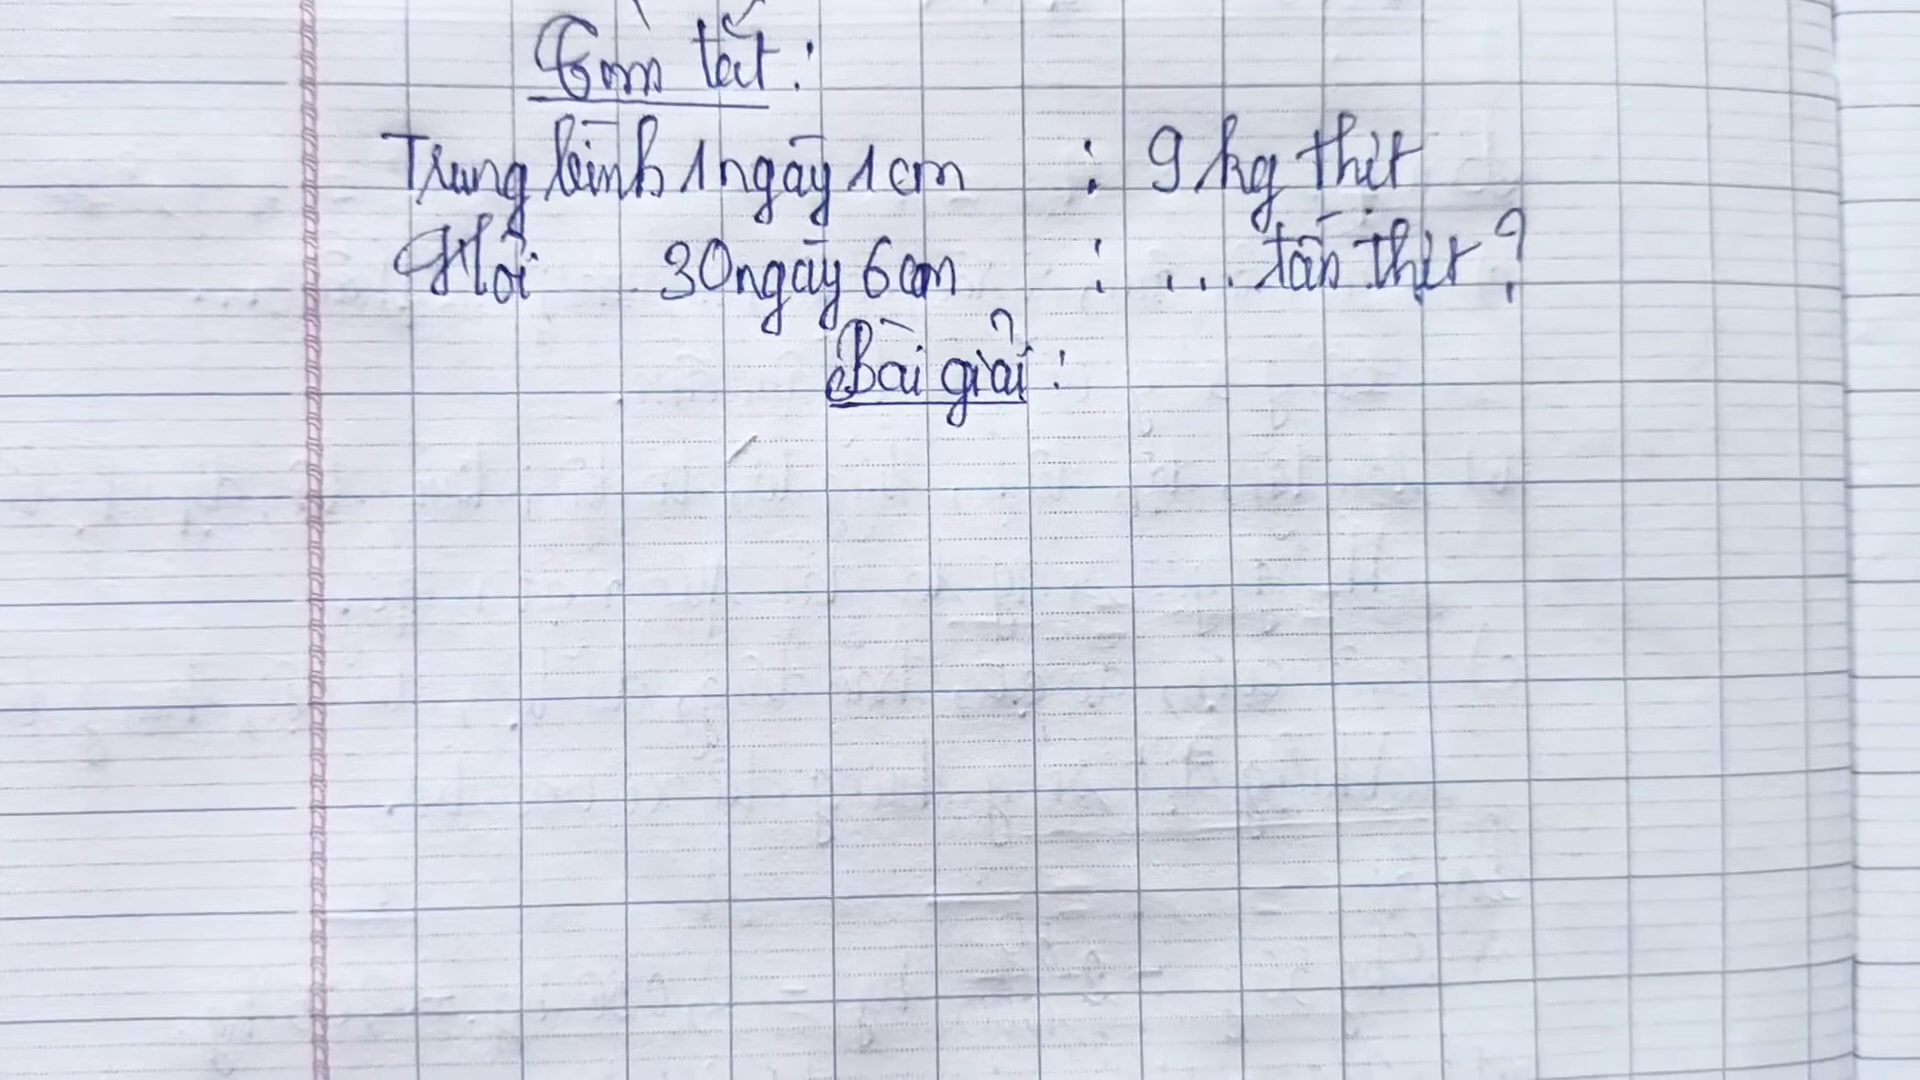 Tóm tắt:
Trung bình 1 ngày 1 con : 9 kg thịt
Hỏi 30 ngày 6 con : ... tấn thịt?
Bài giải: